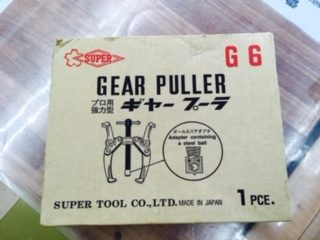 SUPER
G 6
GEAR PULLER
プロ用
強力型
ギャープーラ
ボール入りアダプタ
Adapter containing
a steel ball
SUPER TOOL CO., LTD. MADE IN JAPAN
1 PCE.